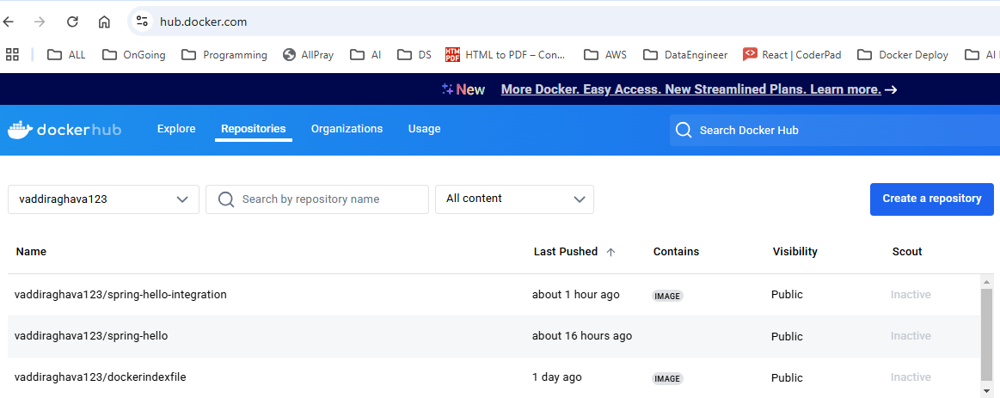 hub.docker.com
ALL OnGoing Programming AllPray AI DS HTM PDF HTML to PDF – Con... AWS DataEngineer React | CoderPad Docker Deploy AI
New More Docker. Easy Access. New Streamlined Plans. Learn more. →
dockerhub Explore Repositories Organizations Usage Search Docker Hub
vaddiraghava123 Search by repository name All content Create a repository
Name Last Pushed ↑ Contains Visibility Scout
vaddiraghava123/spring-hello-integration about 1 hour ago IMAGE Public Inactive
vaddiraghava123/spring-hello about 16 hours ago Public Inactive
vaddiraghava123/dockerindexfile 1 day ago IMAGE Public Inactive